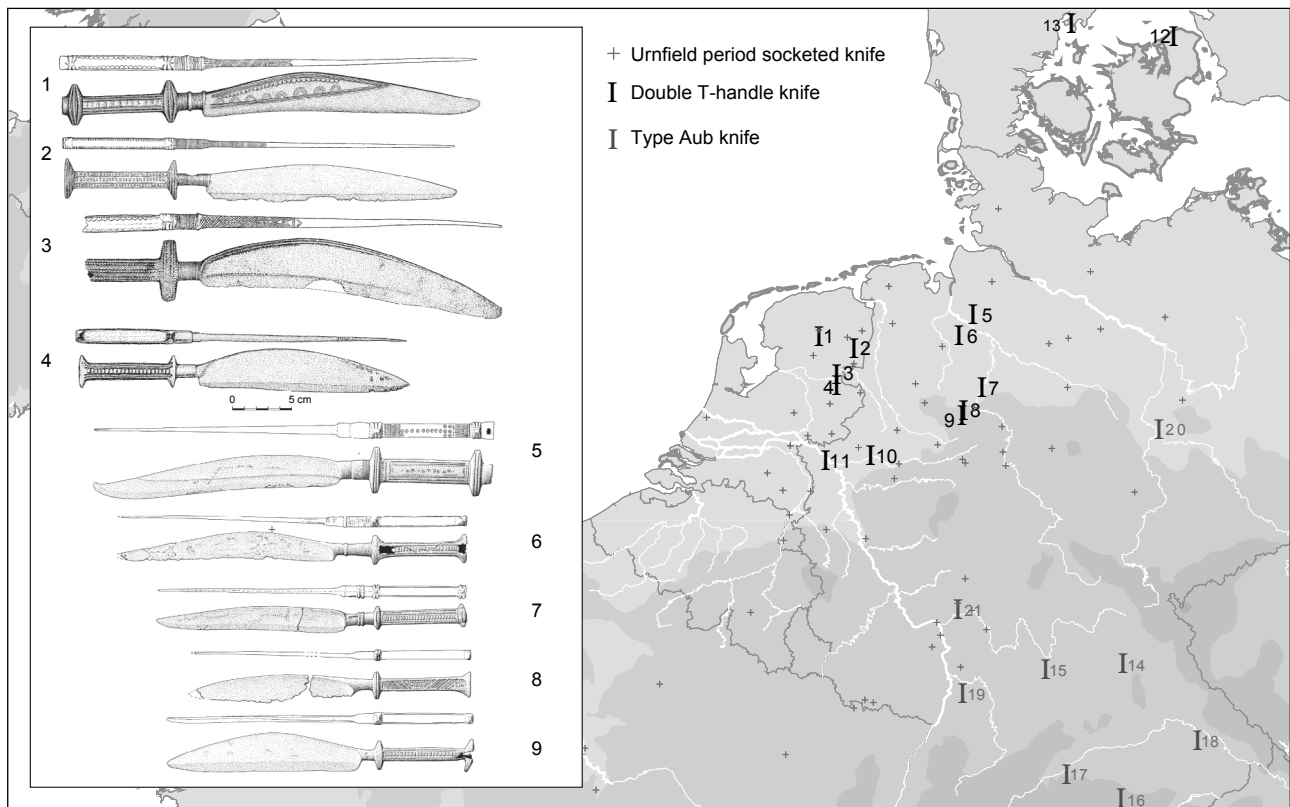 1
2
3
4
0 5 cm
5
6
7
8
9
+ Urnfield period socketed knife
I Double T-handle knife
I Type Aub knife
13 I
12 I
I 1
I 2
I 3
4 I
I 5
I 6
I 7
9 I 8
I 10
I 11
I 20
I 21
I 15
I 14
I 19
I 18
I 17
I 16